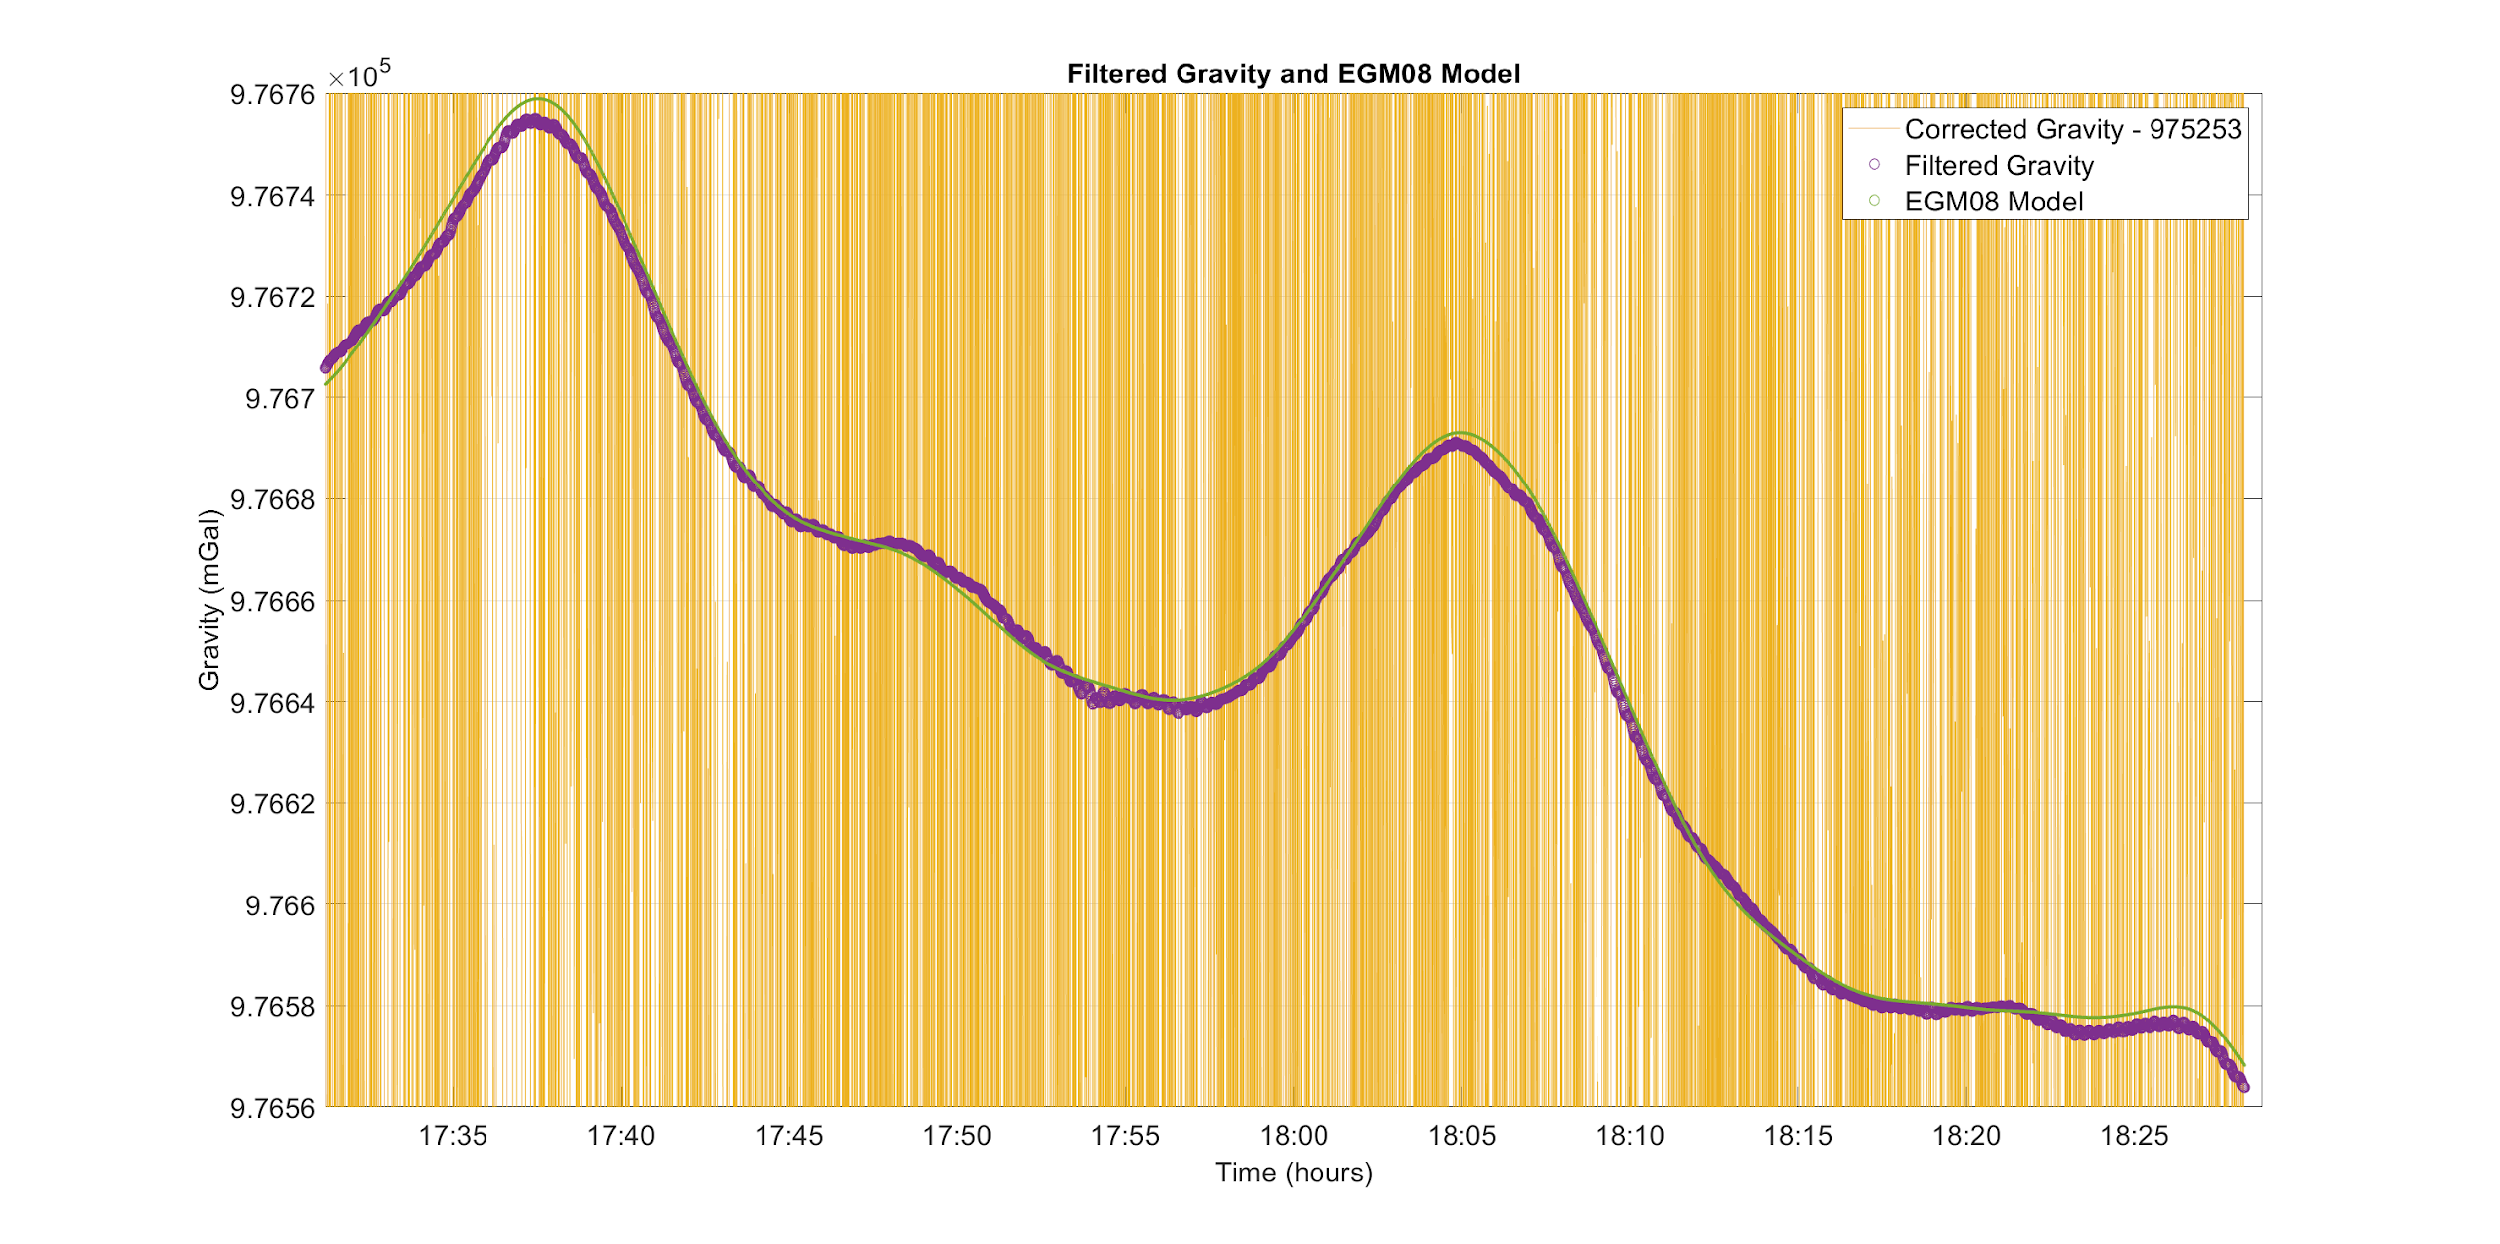 Filtered Gravity and EGM08 Model
×10^5
9.7676
9.7674
9.7672
9.767
9.7668
9.7666
9.7664
9.7662
9.766
9.7658
9.7656
Gravity (mGal)
Corrected Gravity - 975253
Filtered Gravity
EGM08 Model
17:35 17:40 17:45 17:50 17:55 18:00 18:05 18:10 18:15 18:20 18:25
Time (hours)